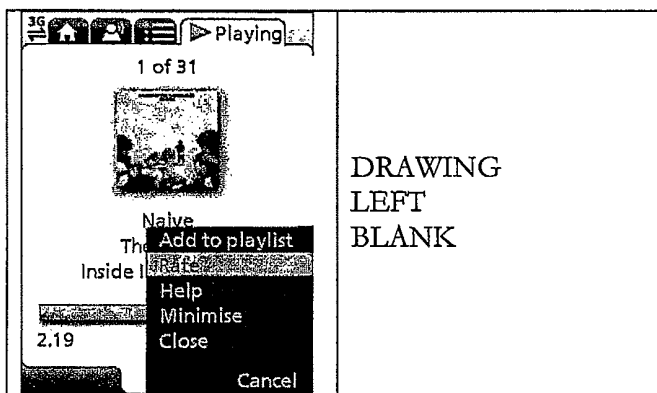 3G
Playing
1 of 31
Naive
The
Inside I
2.19
Add to playlist
Rate
Help
Minimise
Close
Cancel
DRAWING
LEFT
BLANK